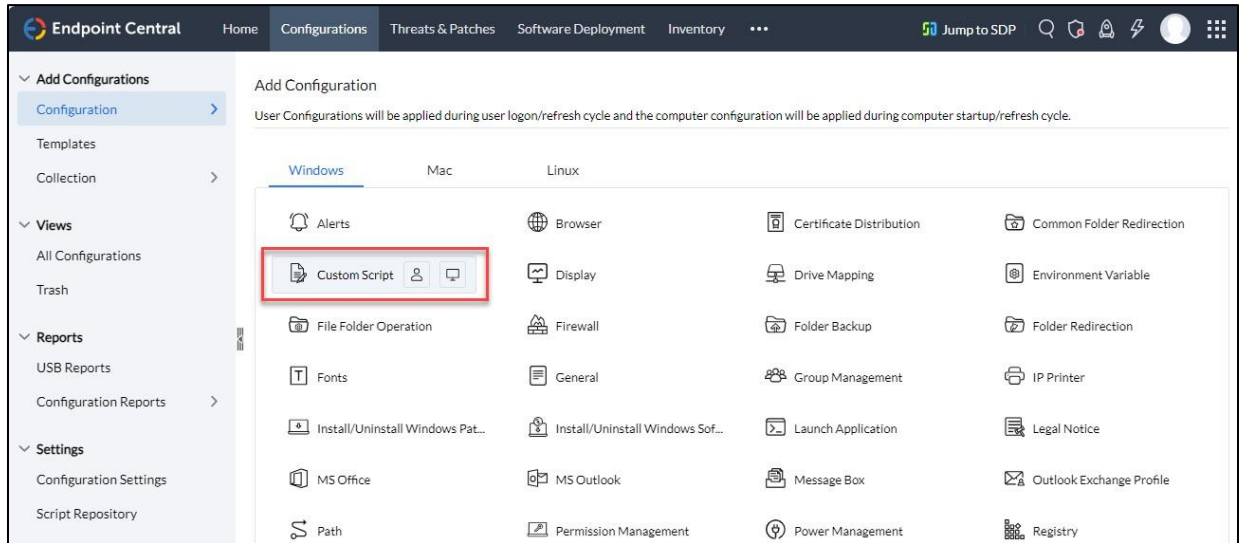 Endpoint Central Home Configurations Threats & Patches Software Deployment Inventory ••• Jump to SDP
Add Configurations
Configuration
Templates
Collection
Views
All Configurations
Trash
Reports
USB Reports
Configuration Reports
Settings
Configuration Settings
Script Repository
Add Configuration
User Configurations will be applied during user logon/refresh cycle and the computer configuration will be applied during computer startup/refresh cycle.
Windows Mac Linux
Alerts Browser Certificate Distribution Common Folder Redirection
Custom Script Display Drive Mapping Environment Variable
File Folder Operation Firewall Folder Backup Folder Redirection
Fonts General Group Management IP Printer
Install/Uninstall Windows Pat... Install/Uninstall Windows Sof... Launch Application Legal Notice
MS Office MS Outlook Message Box Outlook Exchange Profile
Path Permission Management Power Management Registry